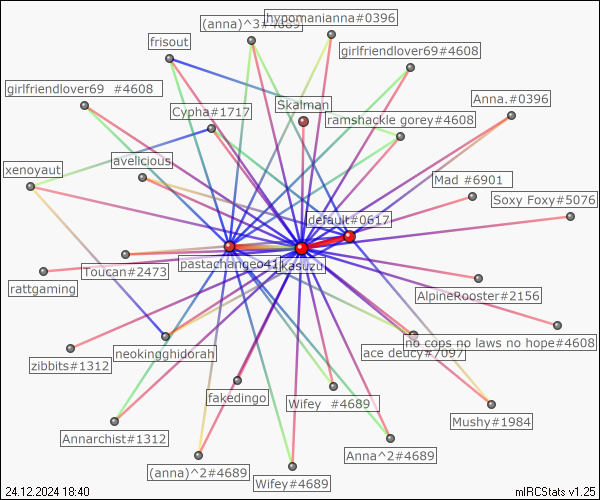 hypomanianna#0396
(anna)^3#4689
frisout
girlfriendlover69#4608
girlfriendlover69  #4608
Skalman
Anna.#0396
Cypha#1717
ramshackle gorey#4608
avelicious
xenoyaut
Mad #6901
Soxy Foxy#5076
default#0617
pastachangeo41
kasuzu
Toucan#2473
rattgaming
AlpineRooster#2156
no cops no laws no hope#4608
neokingghidorah
ace deucy#7097
zibbits#1312
fakedingo
Wifey  #4689
Mushy#1984
Annarchist#1312
Anna^2#4689
(anna)^2#4689
Wifey#4689
24.12.2024 18:40
mIRCStats v1.25